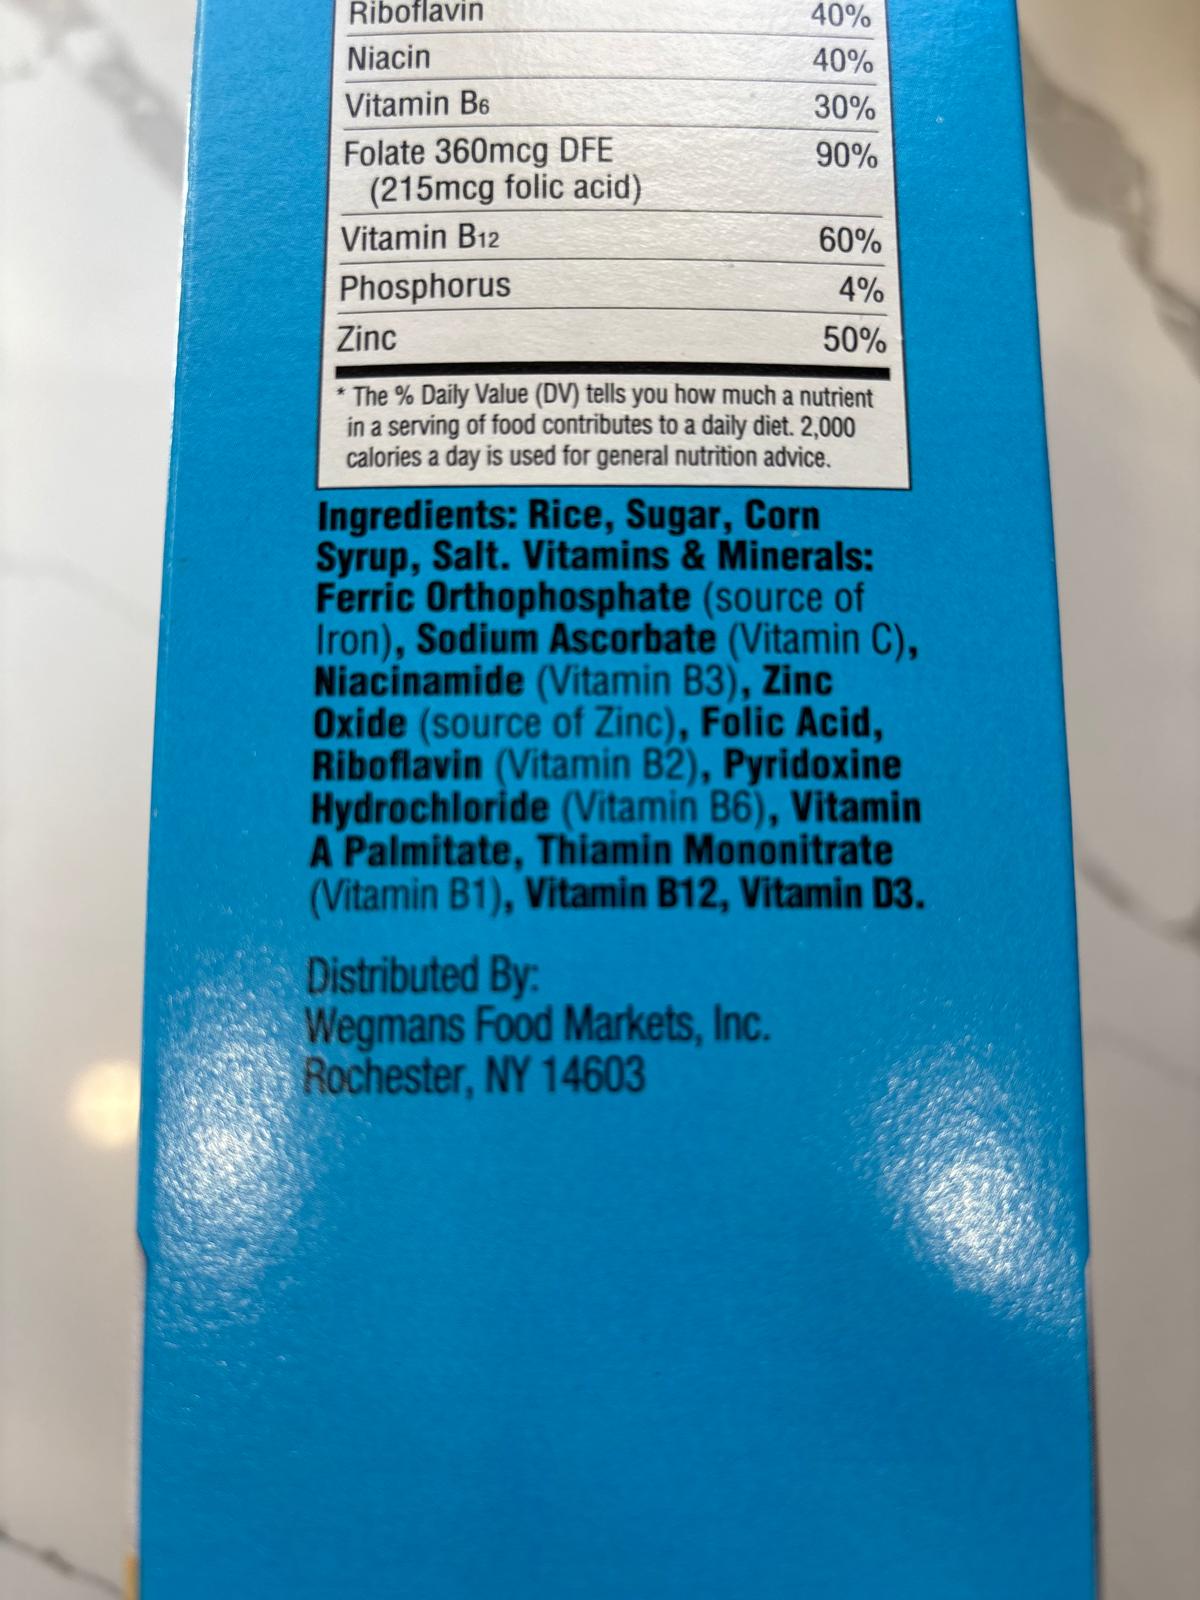 Riboflavin 40%
Niacin 40%
Vitamin B6 30%
Folate 360mcg DFE 90%
(215mcg folic acid)
Vitamin B12 60%
Phosphorus 4%
Zinc 50%
* The % Daily Value (DV) tells you how much a nutrient
in a serving of food contributes to a daily diet. 2,000
calories a day is used for general nutrition advice.
Ingredients: Rice, Sugar, Corn
Syrup, Salt. Vitamins & Minerals:
Ferric Orthophosphate (source of
Iron), Sodium Ascorbate (Vitamin C),
Niacinamide (Vitamin B3), Zinc
Oxide (source of Zinc), Folic Acid,
Riboflavin (Vitamin B2), Pyridoxine
Hydrochloride (Vitamin B6), Vitamin
A Palmitate, Thiamin Mononitrate
(Vitamin B1), Vitamin B12, Vitamin D3.
Distributed By:
Wegmans Food Markets, Inc.
Rochester, NY 14603